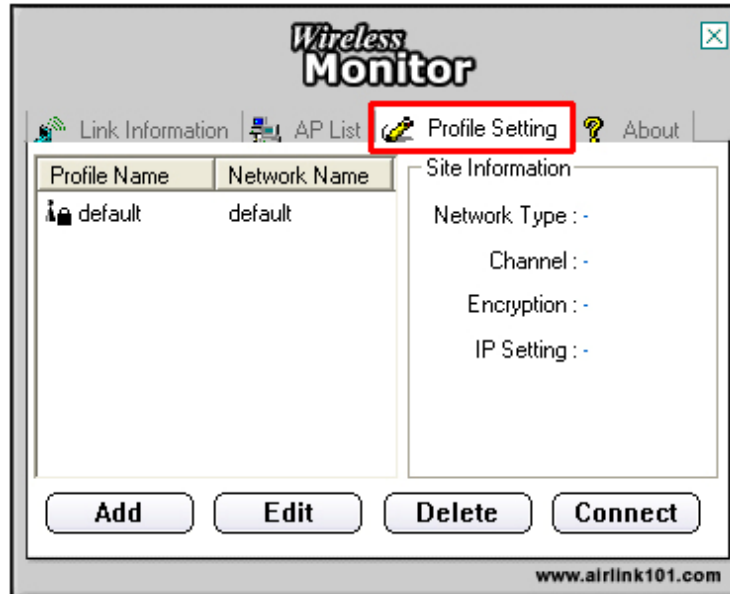 Wireless
Monitor
Link Information AP List Profile Setting About
Profile Name Network Name
default default
Site Information
Network Type : -
Channel : -
Encryption : -
IP Setting : -
Add Edit Delete Connect
www.airlink101.com